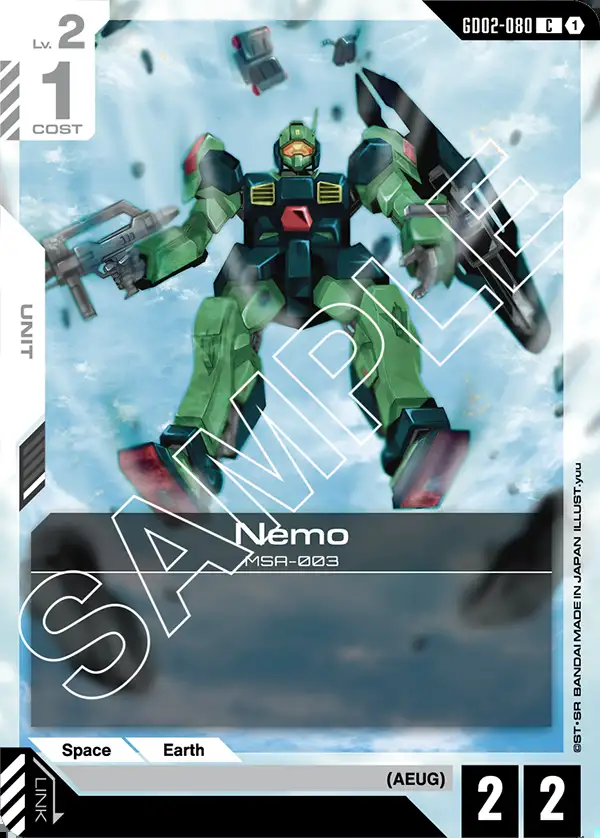 Lv. 2
GD02-080 C 1
1
COST
UNIT
SAMPLE
Nemo
MSA-003
©ST・SR BANDAI MADE IN JAPAN ILLUST.yuu
Space Earth
LINK
(AEUG)
2 2